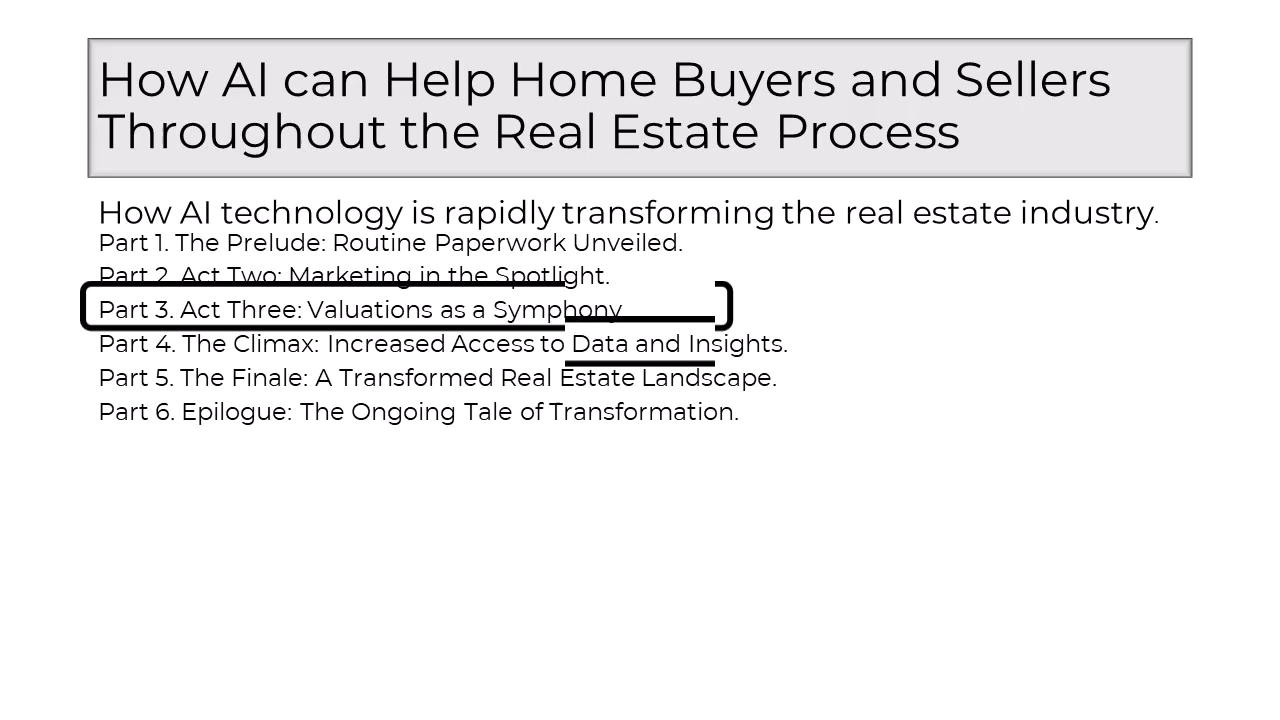 How AI can Help Home Buyers and Sellers
Throughout the Real Estate Process
How AI technology is rapidly transforming the real estate industry.
Part 1. The Prelude: Routine Paperwork Unveiled.
Part 2. Act Two: Marketing in the Spotlight.
Part 3. Act Three: Valuations as a Symphony
Part 4. The Climax: Increased Access to Data and Insights.
Part 5. The Finale: A Transformed Real Estate Landscape.
Part 6. Epilogue: The Ongoing Tale of Transformation.